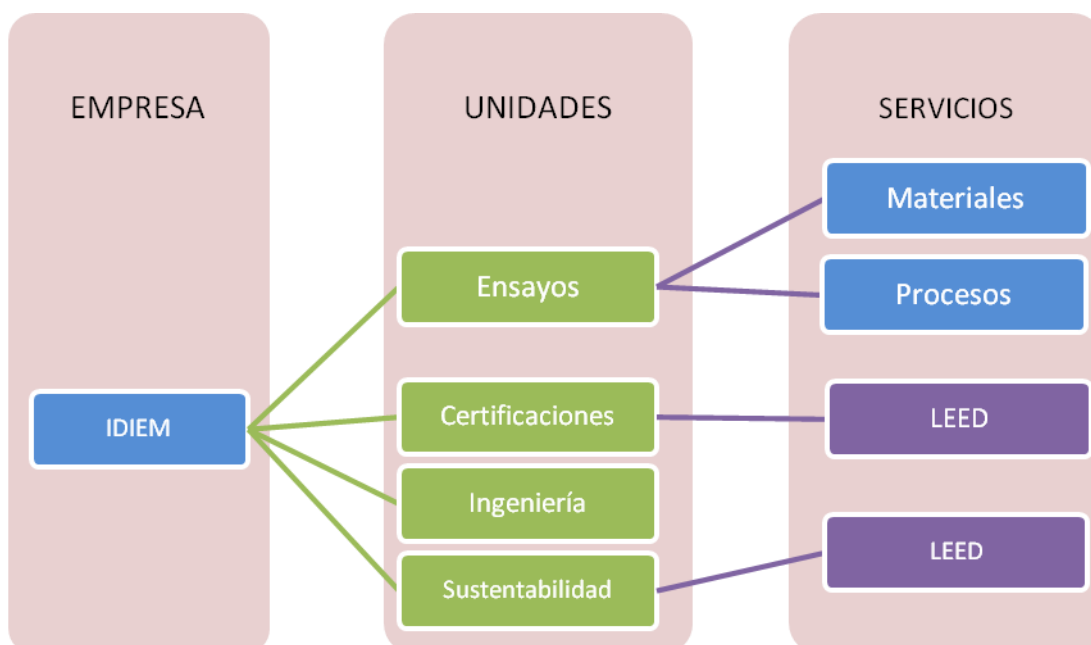 EMPRESA
UNIDADES
SERVICIOS
Materiales
Ensayos
Procesos
IDIEM
Certificaciones
LEED
Ingeniería
Sustentabilidad
LEED